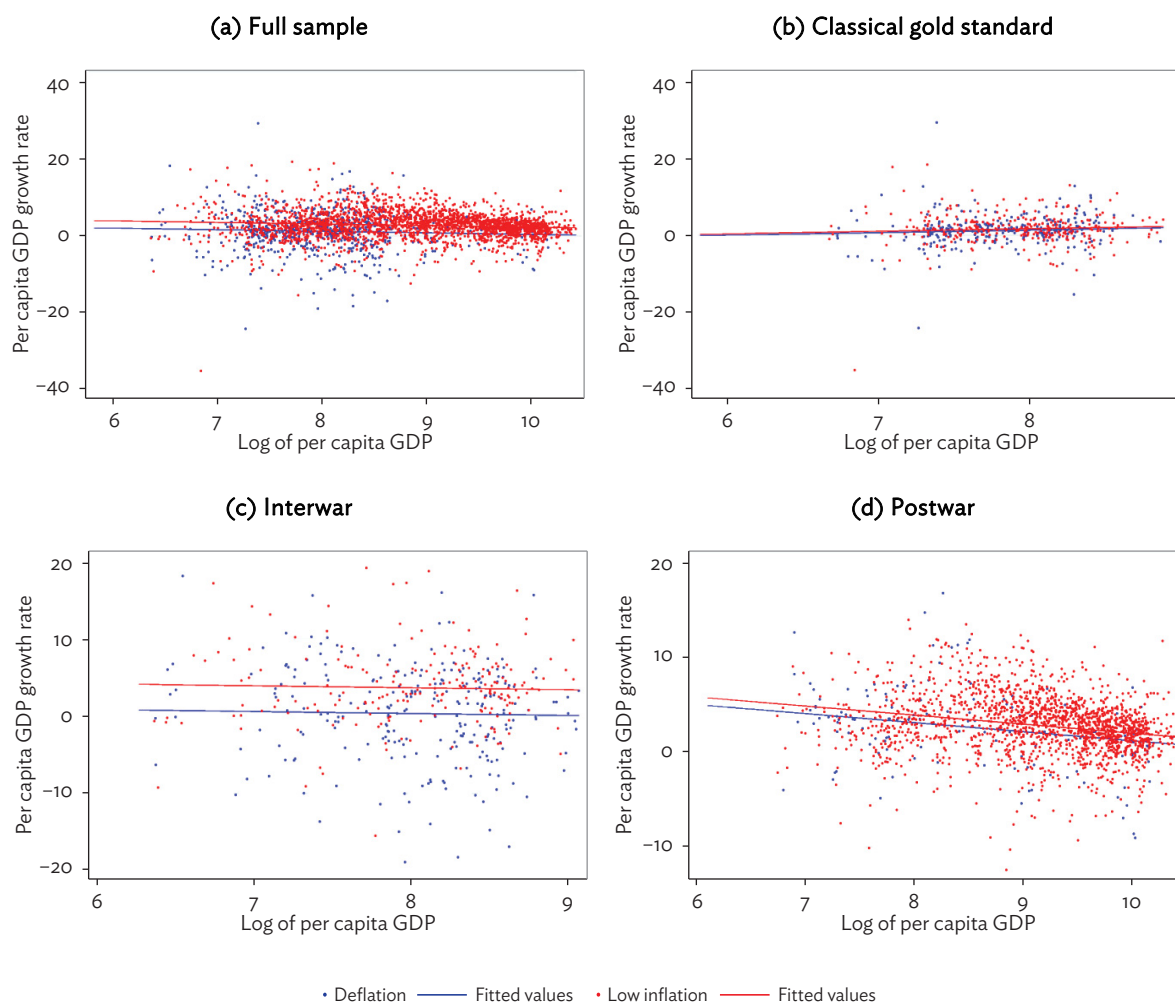 (a) Full sample
Per capita GDP growth rate
40
20
0
−20
−40
6 7 8 9 10
Log of per capita GDP
(b) Classical gold standard
Per capita GDP growth rate
40
20
0
−20
−40
6 7 8
Log of per capita GDP
(c) Interwar
Per capita GDP growth rate
20
10
0
−10
−20
6 7 8 9
Log of per capita GDP
(d) Postwar
Per capita GDP growth rate
20
10
0
−10
6 7 8 9 10
Log of per capita GDP
Deflation Fitted values Low inflation Fitted values